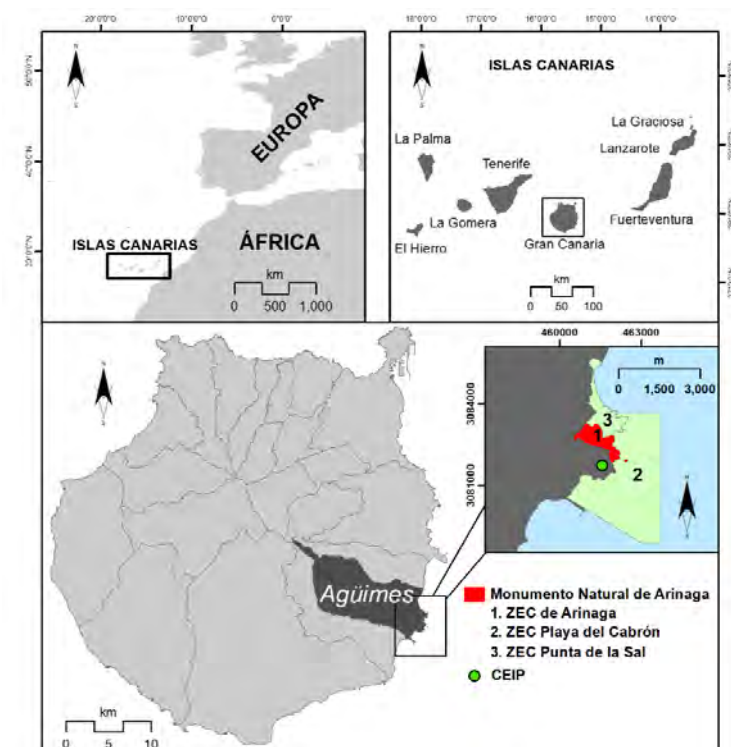 20°0'0"O 10°0'0"O 0°0'0"
50°0'0"N
40°0'0"N
20°0'0"N
N
S
EUROPA
ISLAS CANARIAS
ÁFRICA
km
0 500 1,000
18°0'0"O 17°0'0"O 16°0'0"O 15°0'0"O 14°0'0"O
N
S
ISLAS CANARIAS
La Palma
La Graciosa
Lanzarote
Tenerife
La Gomera
Fuerteventura
El Hierro
Gran Canaria
km
0 50 100
N
S
Agüimes
km
0 5 10
460000 463000
3084000
3081000
m
0 1,500 3,000
3
1
2
N
S
Monumento Natural de Arinaga
1. ZEC de Arinaga
2. ZEC Playa del Cabrón
3. ZEC Punta de la Sal
CEIP